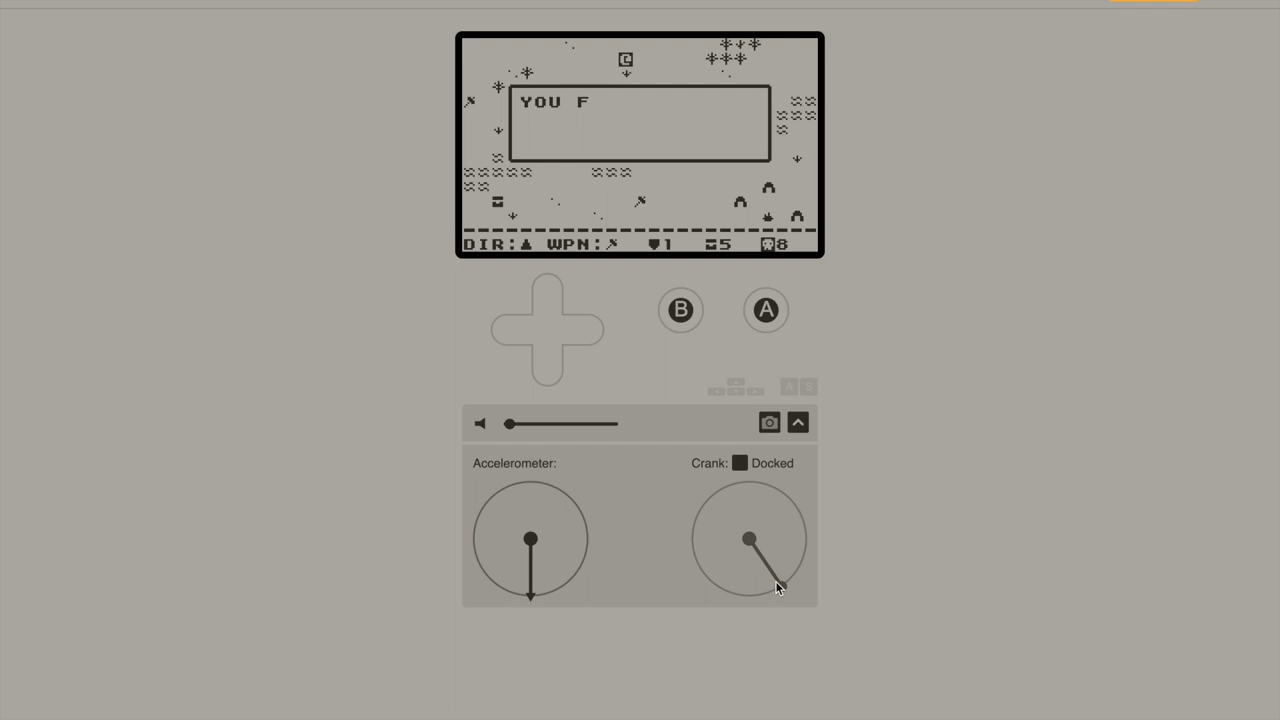 C
YOU F
DIR: WPN: 1 5 8
B A
A S
Accelerometer:
Crank: Docked